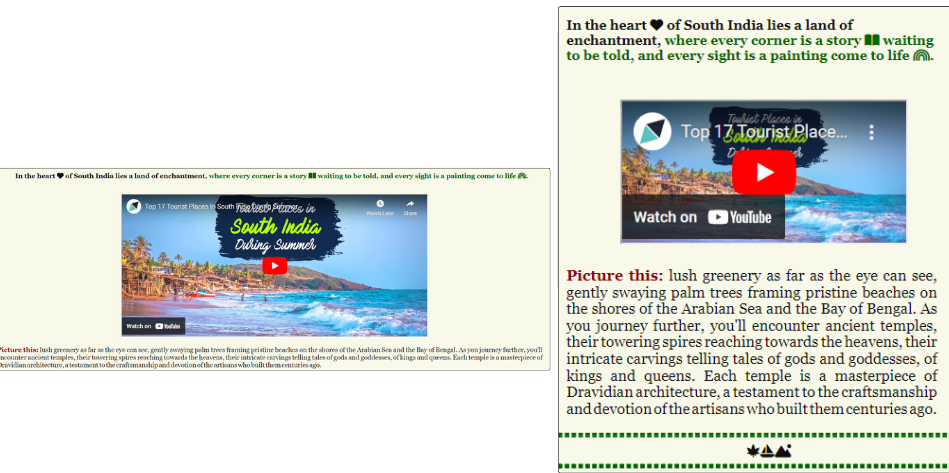 In the heart of South India lies a land of enchantment, where every corner is a story waiting to be told, and every sight is a painting come to life.
Top 17 Tourist Places In South India During Summer
Watch Later
Share
Tourist Places in
South India
During Summer
Watch on YouTube
Picture this: lush greenery as far as the eye can see, gently swaying palm trees framing pristine beaches on the shores of the Arabian Sea and the Bay of Bengal. As you journey further, you'll
encounter ancient temples, their towering spires reaching towards the heavens, their intricate carvings telling tales of gods and goddesses, of kings and queens. Each temple is a masterpiece of
Dravidian architecture, a testament to the craftsmanship and devotion of the artisans who built them centuries ago.
In the heart of South India lies a land of
enchantment, where every corner is a story waiting
to be told, and every sight is a painting come to life.
Tourist Places in
Top 17 Tourist Place...
South India
During Summer
Watch on YouTube
Picture this: lush greenery as far as the eye can see,
gently swaying palm trees framing pristine beaches on
the shores of the Arabian Sea and the Bay of Bengal. As
you journey further, you'll encounter ancient temples,
their towering spires reaching towards the heavens, their
intricate carvings telling tales of gods and goddesses, of
kings and queens. Each temple is a masterpiece of
Dravidian architecture, a testament to the craftsmanship
and devotion of the artisans who built them centuries ago.